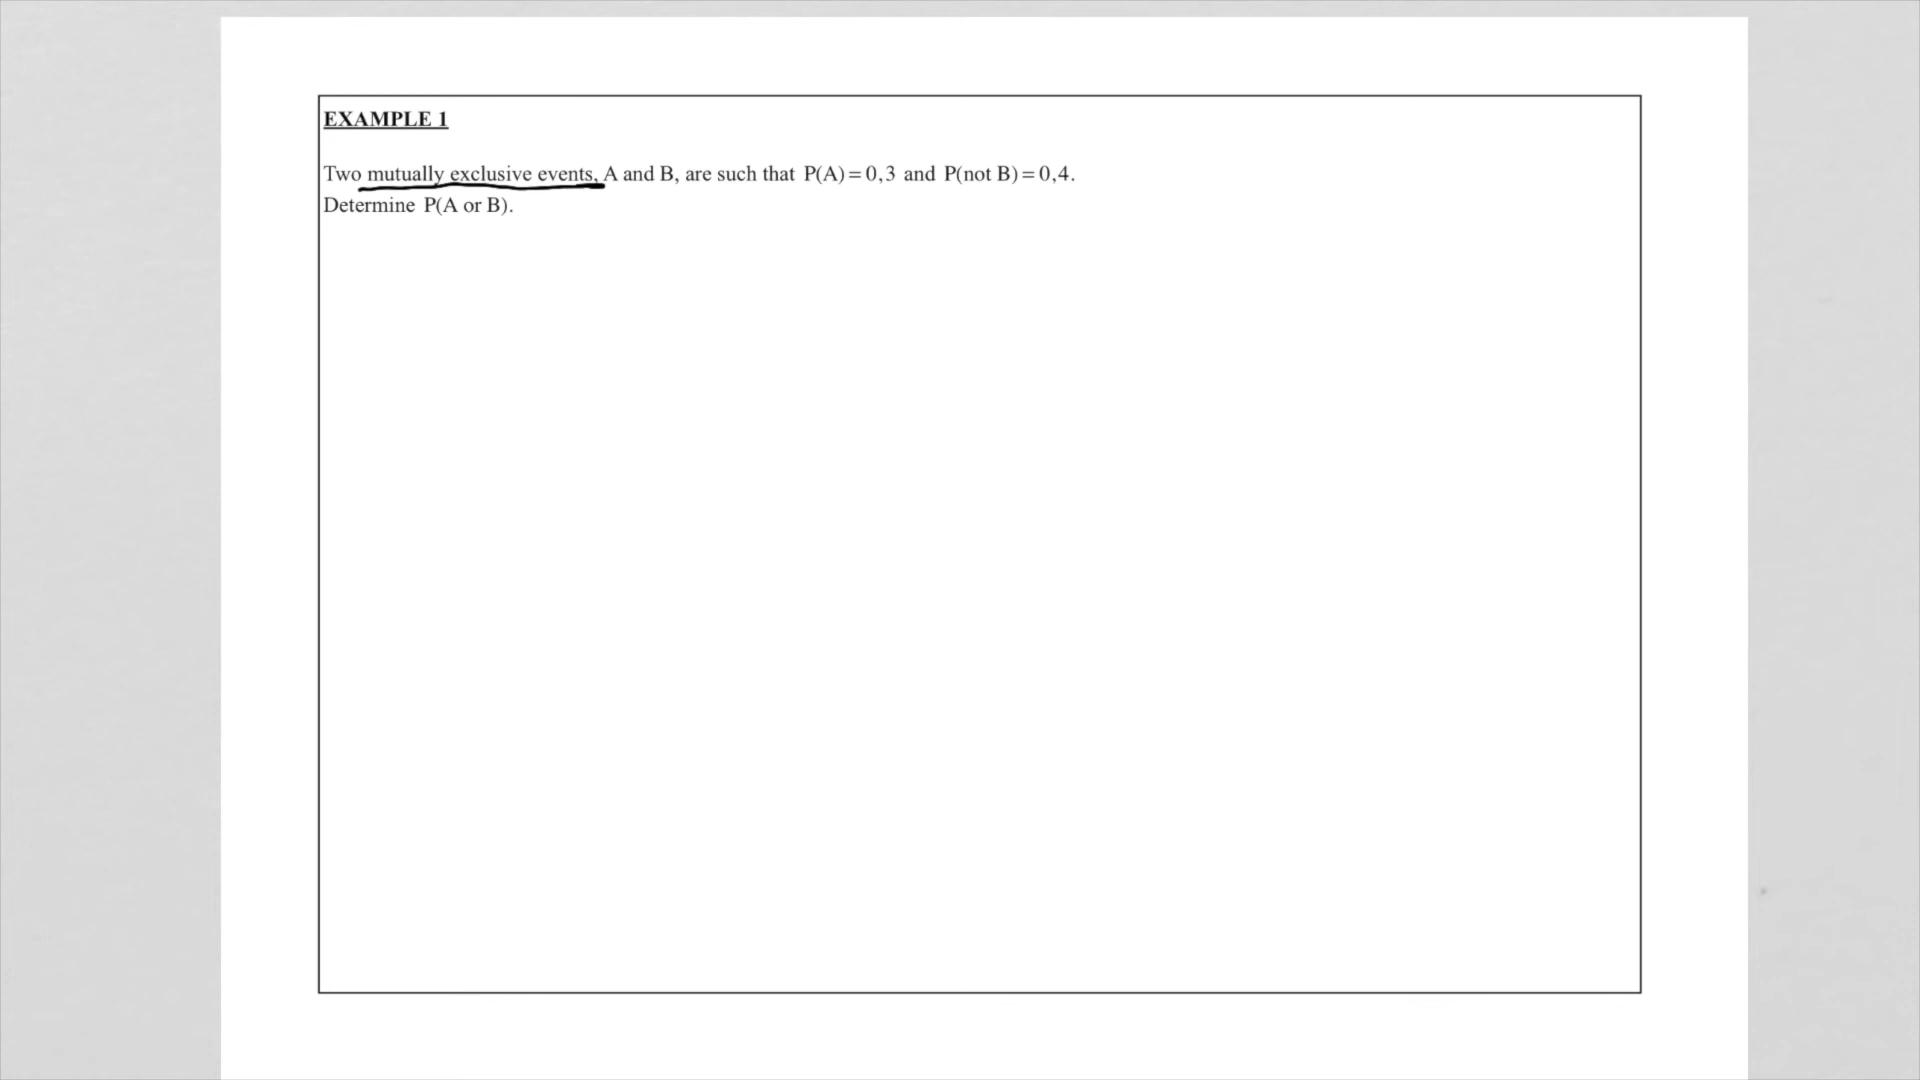 EXAMPLE 1
Two mutually exclusive events, A and B, are such that P(A)=0,3 and P(not B)=0,4.
Determine P(A or B).